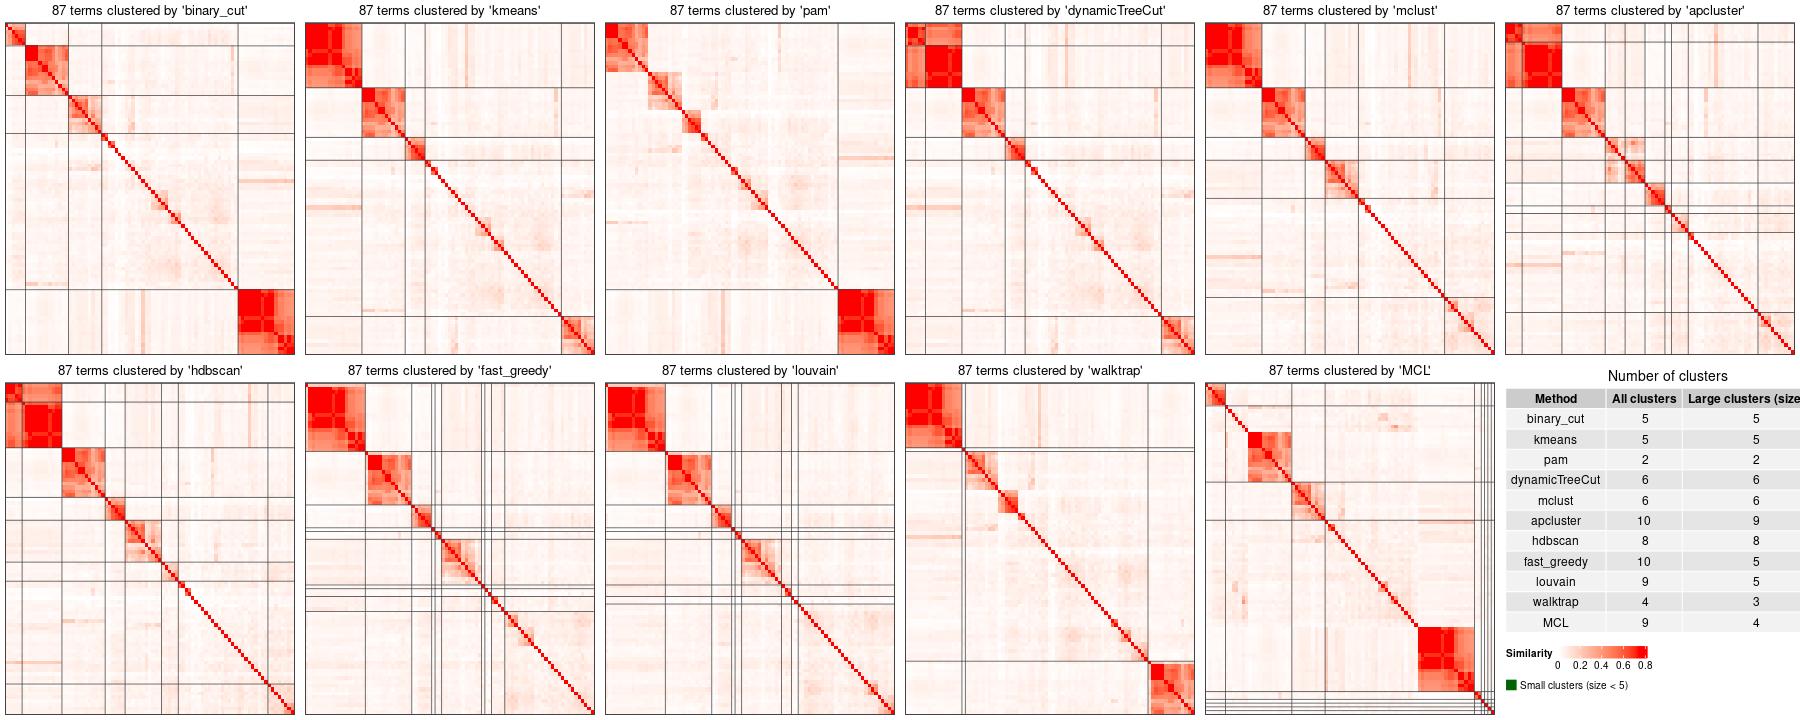 87 terms clustered by 'binary_cut'
87 terms clustered by 'kmeans'
87 terms clustered by 'pam'
87 terms clustered by 'dynamicTreeCut'
87 terms clustered by 'mclust'
87 terms clustered by 'apcluster'
87 terms clustered by 'hdbscan'
87 terms clustered by 'fast_greedy'
87 terms clustered by 'louvain'
87 terms clustered by 'walktrap'
87 terms clustered by 'MCL'
Number of clusters
Method All clusters Large clusters (size
binary_cut 5 5
kmeans 5 5
pam 2 2
dynamicTreeCut 6 6
mclust 6 6
apcluster 10 9
hdbscan 8 8
fast_greedy 10 5
louvain 9 5
walktrap 4 3
MCL 9 4
Similarity
0 0.2 0.4 0.6 0.8
Small clusters (size < 5)